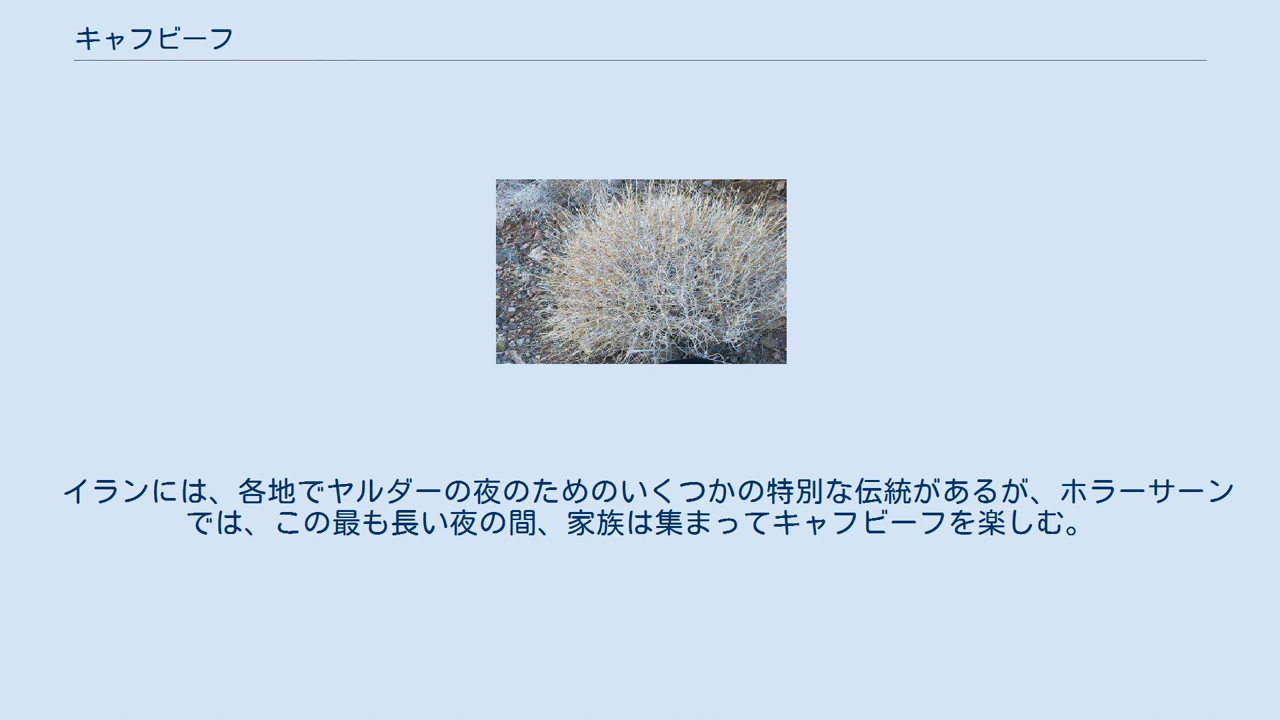 キャフビーフ
イランには、各地でヤルダーの夜のためのいくつかの特別な伝統があるが、ホラーサーン
では、この最も長い夜の間、家族は集まってキャフビーフを楽しむ。